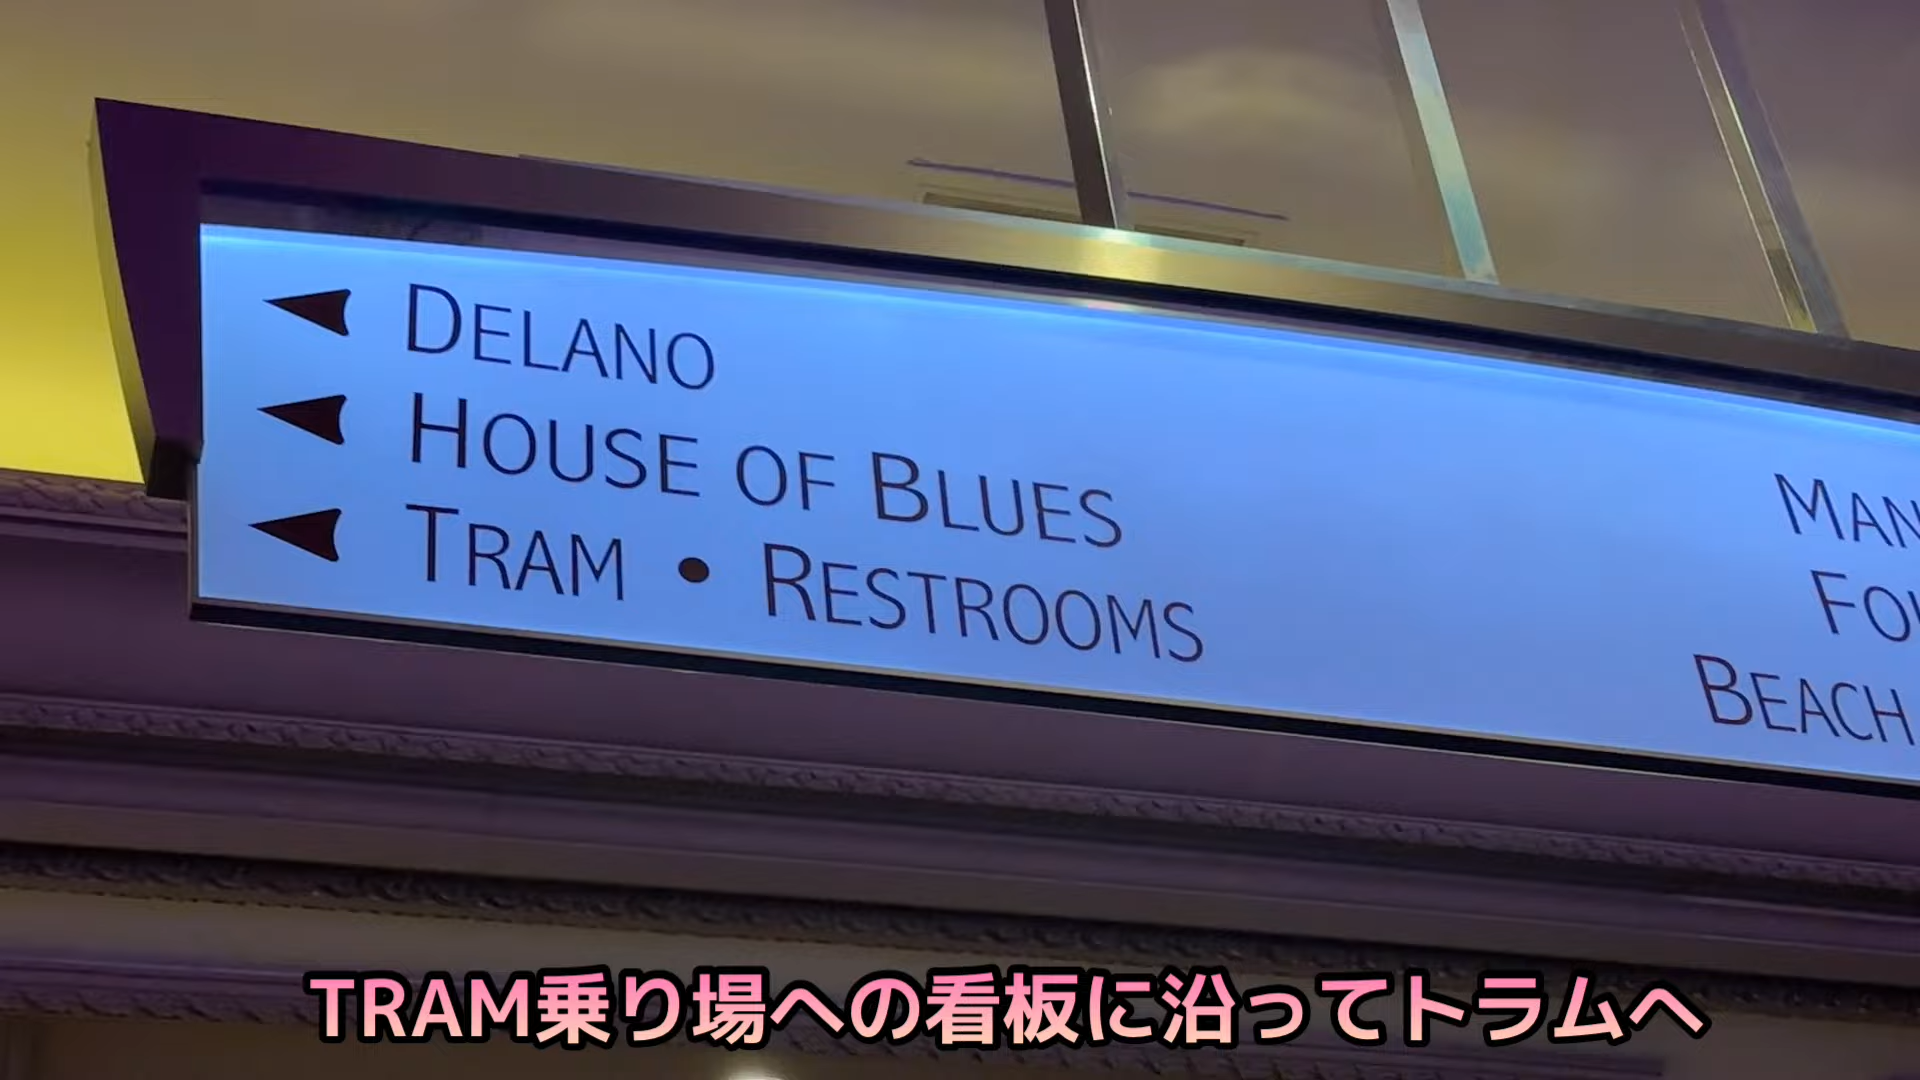 DELANO
HOUSE OF BLUES
TRAM • RESTROOMS
BEACH
TRAM乗り場への看板に沿ってトラムへ